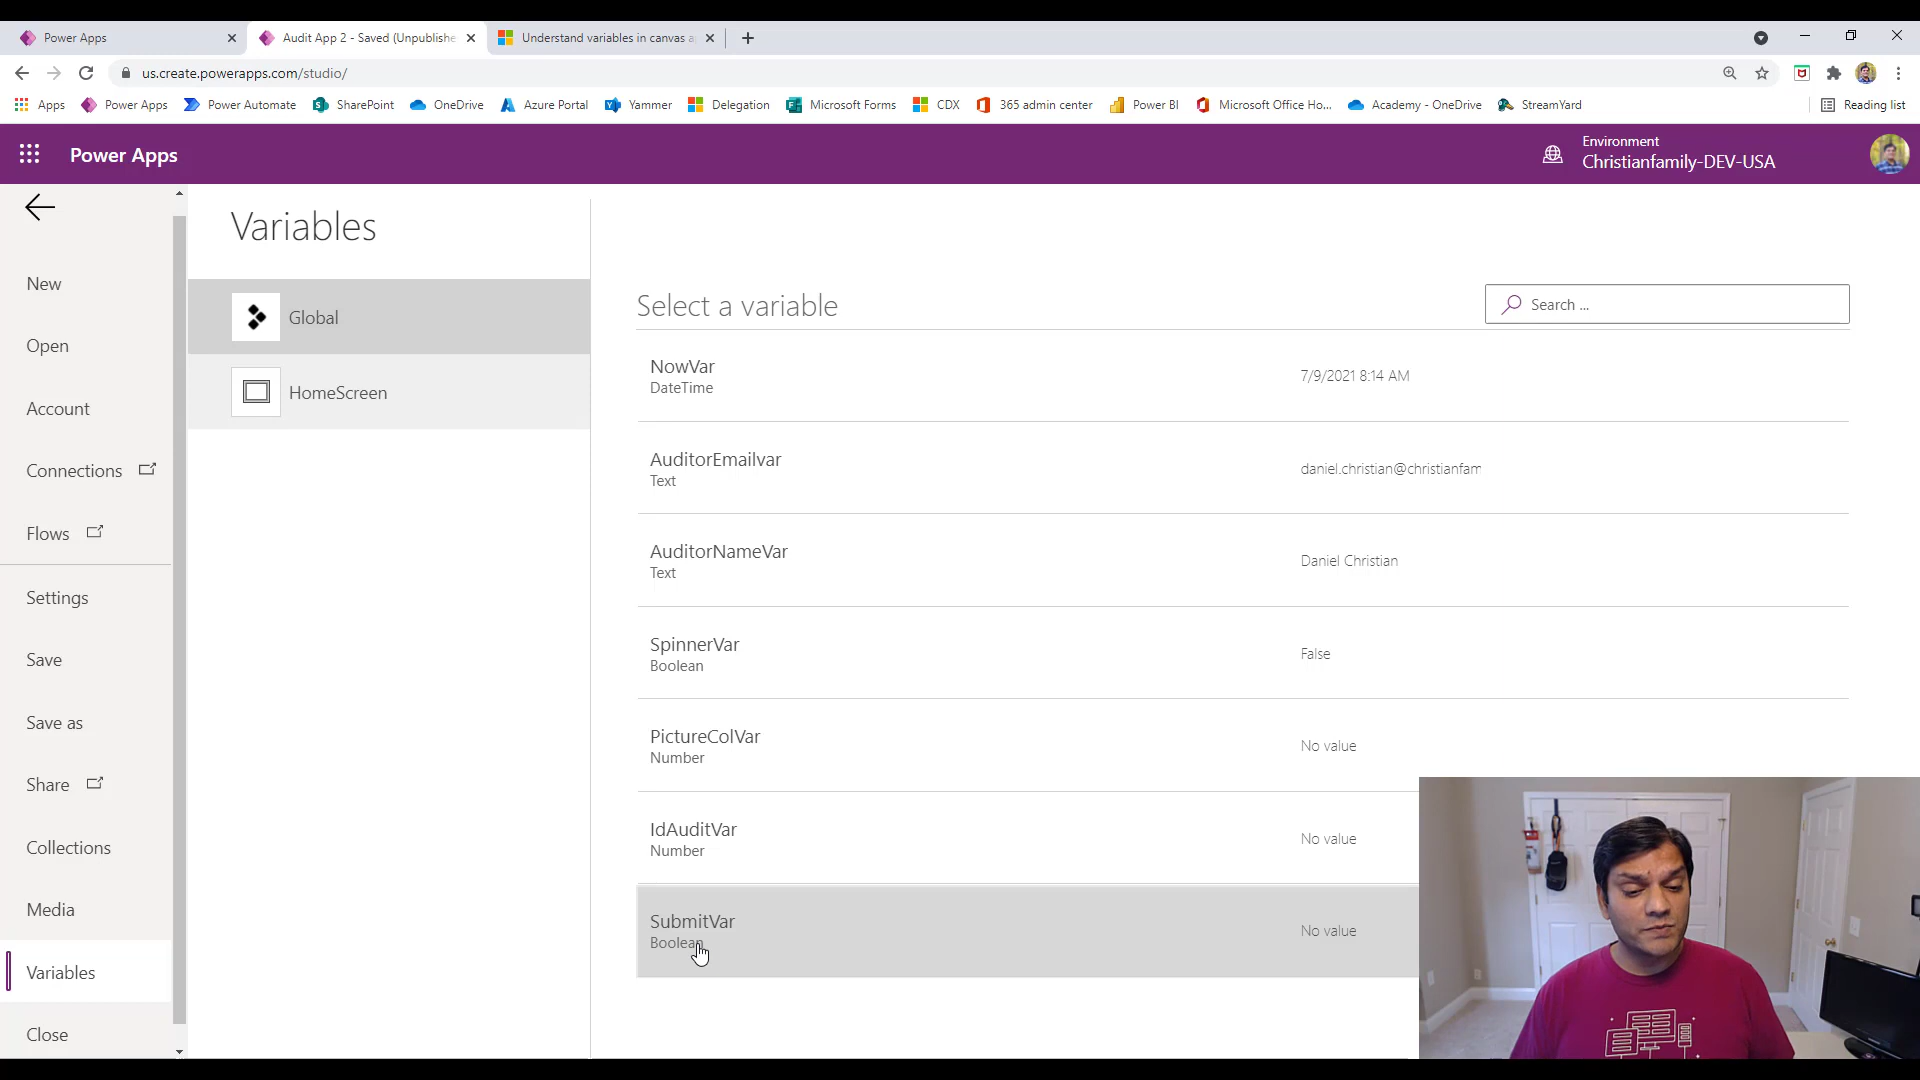 Power Apps
Audit App 2 - Saved (Unpublishe
Understand variables in canvas a
us.create.powerapps.com/studio/
Apps
Power Apps
Power Automate
SharePoint
OneDrive
Azure Portal
Yammer
Delegation
Microsoft Forms
CDX
365 admin center
Power BI
Microsoft Office Ho...
Academy - OneDrive
StreamYard
Reading list
Power Apps
Environment
Christianfamily-DEV-USA
New
Open
Account
Connections
Flows
Settings
Save
Save as
Share
Collections
Media
Variables
Close
Variables
Global
HomeScreen
Select a variable
Search ...
NowVar
DateTime
7/9/2021 8:14 AM
AuditorEmailvar
Text
daniel.christian@christianfam
AuditorNameVar
Text
Daniel Christian
SpinnerVar
Boolean
False
PictureColVar
Number
No value
IdAuditVar
Number
No value
SubmitVar
Boolean
No value